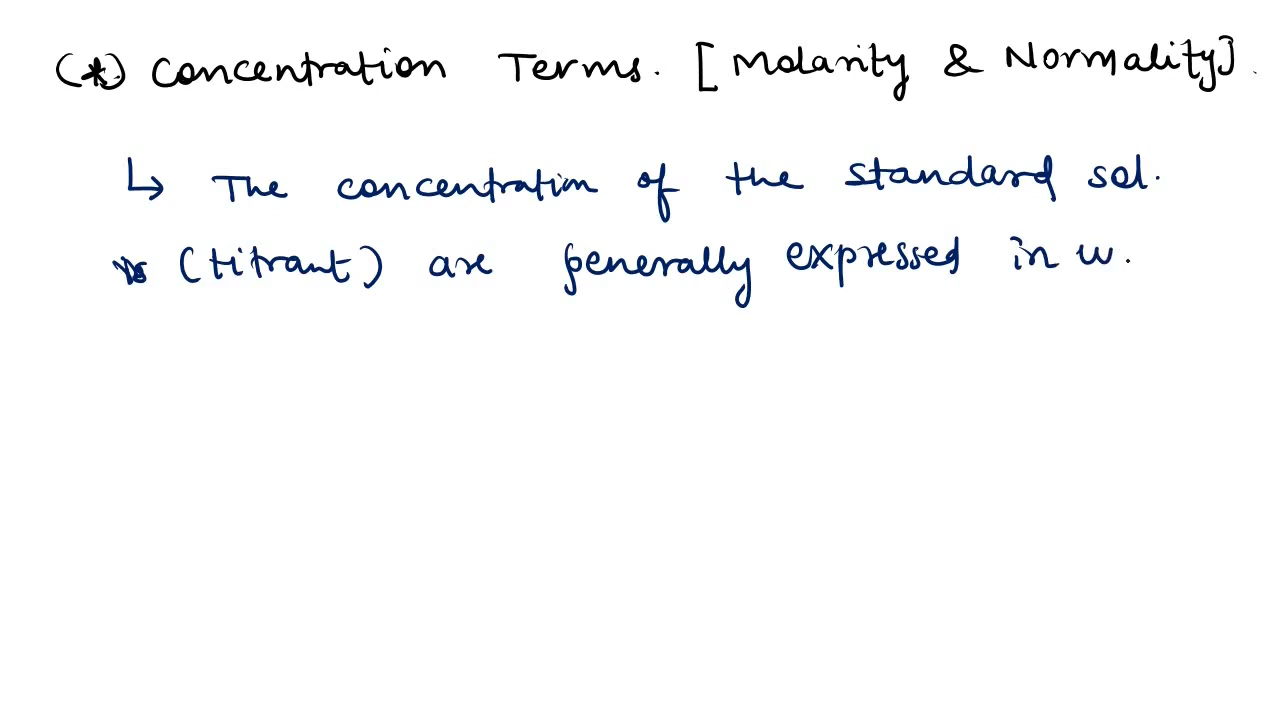 (*) Concentration Terms. [Molarity & Normality].
↳ The concentration of the standard sol.
(titrant) are generally expressed in w.